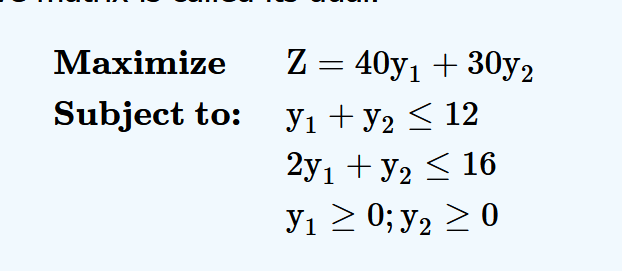 Maximize Z = 40y₁ + 30y₂
Subject to: y₁ + y₂ ≤ 12
2y₁ + y₂ ≤ 16
y₁ ≥ 0; y₂ ≥ 0